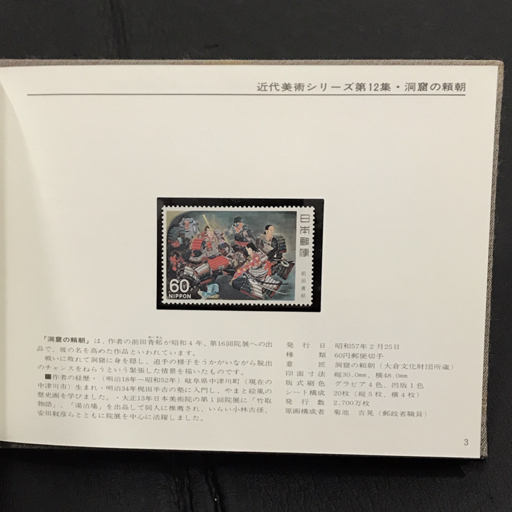 近代美術シリーズ第12集・洞窟の頼朝
日本郵便
前田青邨
60
NIPPON
「洞窟の頼朝」は、作者の前田青邨が昭和4年、第16回院展への出
品で、彼の名を高めた作品といわれています。
戦いに敗れて洞窟に身を隠し、追手の様子をうかがいながら脱出
のチャンスをねらうという緊張した情景を描いたものです。
■作者の経歴・(明治18年～昭和52年)岐阜県中津川町(現在の
中津川市)生まれ・明治34年梶田半古の塾に入門し、やまと絵風の
歴史画を学びました。・大正13年日本美術院の第1回院展に「竹取
物語」、「湯治場」を出品して同人に推薦され、いらい小林古径、
安田靫彦らとともに院展を中心に活躍しました。
発行日 昭和57年2月25日
種類 60円郵便切手
意匠 洞窟の頼朝(大倉文化財団所蔵)
印面寸法 縦30.0mm、横48.0mm
版式刷色 グラビア4色、凹版1色
シート構成 20枚(縦5枚、横4枚)
発行数 2,700万枚
原画構成者 菊池 吉晃(郵政省職員)
3